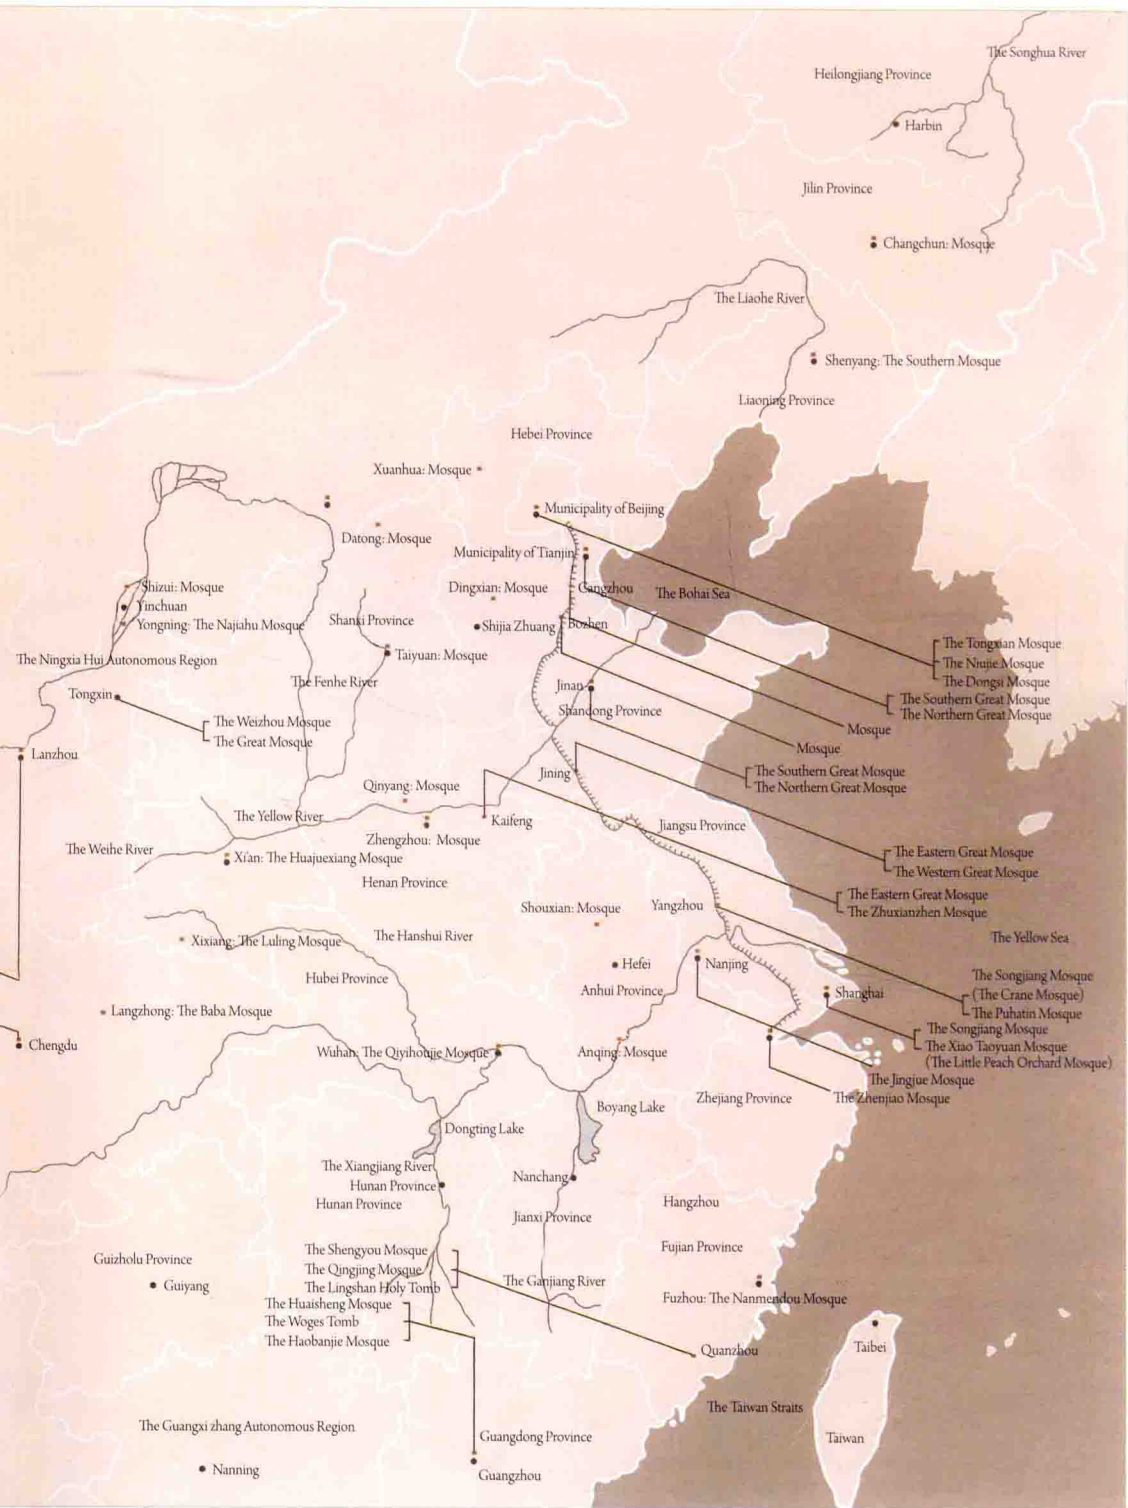 The Songhua River
Heilongjiang Province
Harbin
Jilin Province
Changchun: Mosque
The Liaohe River
Shenyang: The Southern Mosque
Liaoning Province
Hebei Province
Xuanhua: Mosque
Municipality of Beijing
Datong: Mosque
Municipality of Tianjin
Shizui: Mosque
Dingxian: Mosque
Cangzhou
The Bohai Sea
Yinchuan
Yongning: The Najiahu Mosque
Shanxi Province
Shijia Zhuang
Bozhen
The Tongxian Mosque
The Ningxia Hui Autonomous Region
Taiyuan: Mosque
The Niujie Mosque
The Fenhe River
The Dongsi Mosque
Tongxin
Jinan
The Southern Great Mosque
Shandong Province
The Northern Great Mosque
The Weizhou Mosque
Mosque
The Great Mosque
Mosque
Lanzhou
Jining
The Southern Great Mosque
Qinyang: Mosque
The Northern Great Mosque
The Yellow River
Kaifeng
Jiangsu Province
Zhengzhou: Mosque
The Weihe River
The Eastern Great Mosque
Xi'an: The Huajuexiang Mosque
The Western Great Mosque
Henan Province
The Eastern Great Mosque
Shouxian: Mosque
Yangzhou
The Zhuxianzhen Mosque
Xixiang: The Luling Mosque
The Hanshui River
The Yellow Sea
Hefei
Nanjing
The Songjiang Mosque
Hubei Province
Anhui Province
Shanghai
(The Crane Mosque)
Langzhong: The Baba Mosque
The Puhatin Mosque
The Songjiang Mosque
Chengdu
Wuhan: The Qiyihoujie Mosque
Anqing: Mosque
The Xiao Taoyuan Mosque
(The Little Peach Orchard Mosque)
The Jingjue Mosque
Boyang Lake
Zhejiang Province
The Zhenjiao Mosque
Dongting Lake
The Xiangjiang River
Hunan Province
Nanchang
Hunan Province
Hangzhou
Jianxi Province
The Shengyou Mosque
Fujian Province
Guizholu Province
The Qingjing Mosque
Guiyang
The Lingshan Holy Tomb
The Ganjiang River
The Huaisheng Mosque
Fuzhou: The Nanmendou Mosque
The Woges Tomb
The Haobanjie Mosque
Quanzhou
Taibei
The Taiwan Straits
The Guangxi zhang Autonomous Region
Guangdong Province
Taiwan
Nanning
Guangzhou